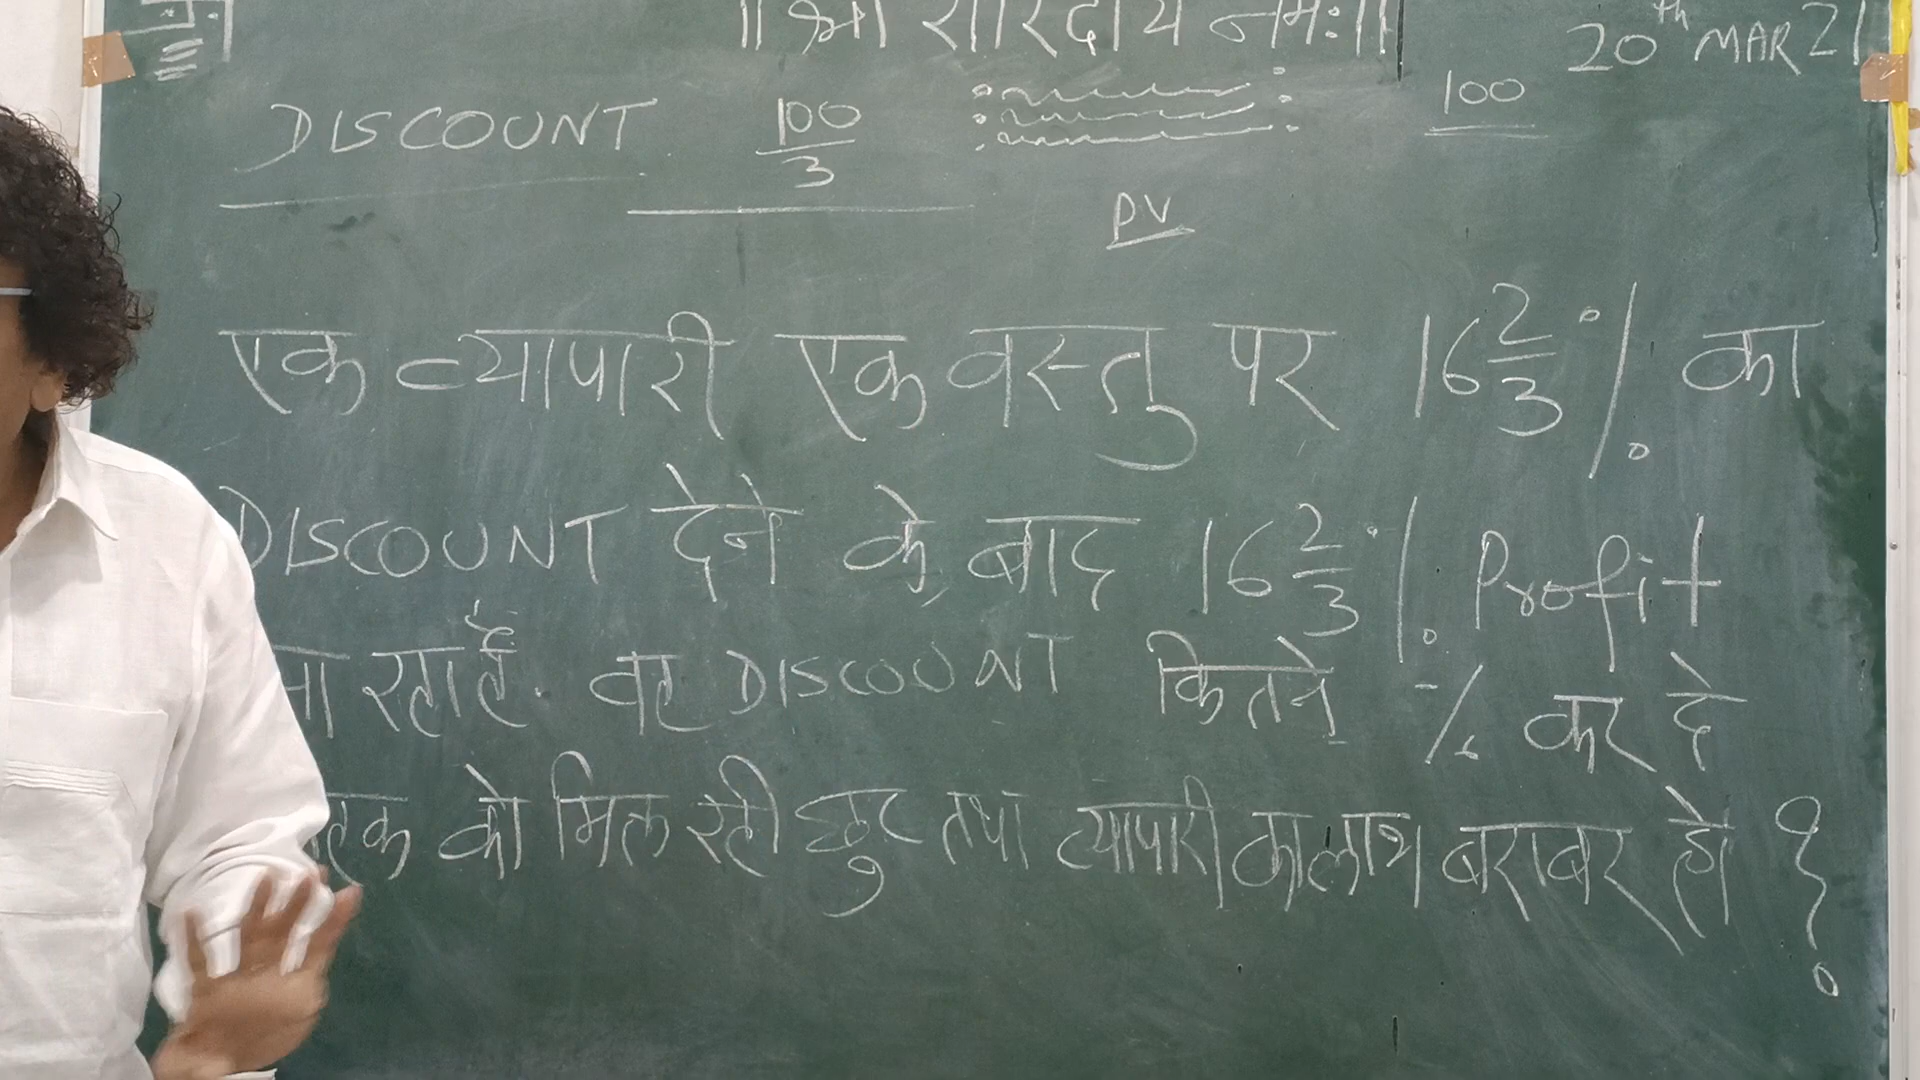 ॥ श्री शारदाय नमः॥
20th MAR 21
DISCOUNT 100/3 100
PV
एक व्यापारी एक वस्तु पर 16 2/3 % का
DISCOUNT देने के बाद 16 2/3 % Profit
रहा है. वह DISCOUNT कितने % कर दे
को मिल रही छुट तथा व्यापारी का लाभ बराबर हो ?